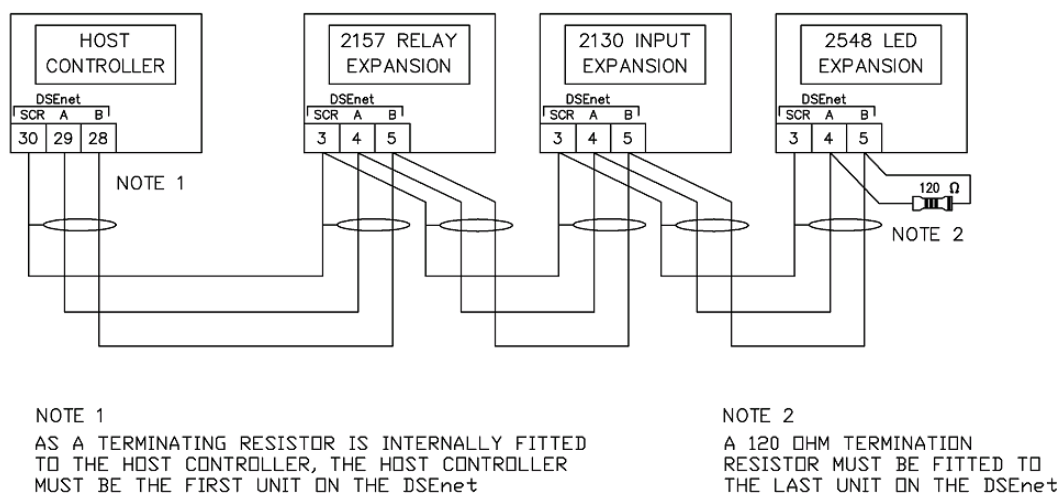 HOST
CONTROLLER
DSEnet
SCR A B
30 29 28
NOTE 1
2157 RELAY
EXPANSION
DSEnet
SCR A B
3 4 5
2130 INPUT
EXPANSION
DSEnet
SCR A B
3 4 5
2548 LED
EXPANSION
DSEnet
SCR A B
3 4 5
120 Ω
NOTE 2
NOTE 1
AS A TERMINATING RESISTOR IS INTERNALLY FITTED
TO THE HOST CONTROLLER, THE HOST CONTROLLER
MUST BE THE FIRST UNIT ON THE DSEnet
NOTE 2
A 120 OHM TERMINATION
RESISTOR MUST BE FITTED TO
THE LAST UNIT ON THE DSEnet